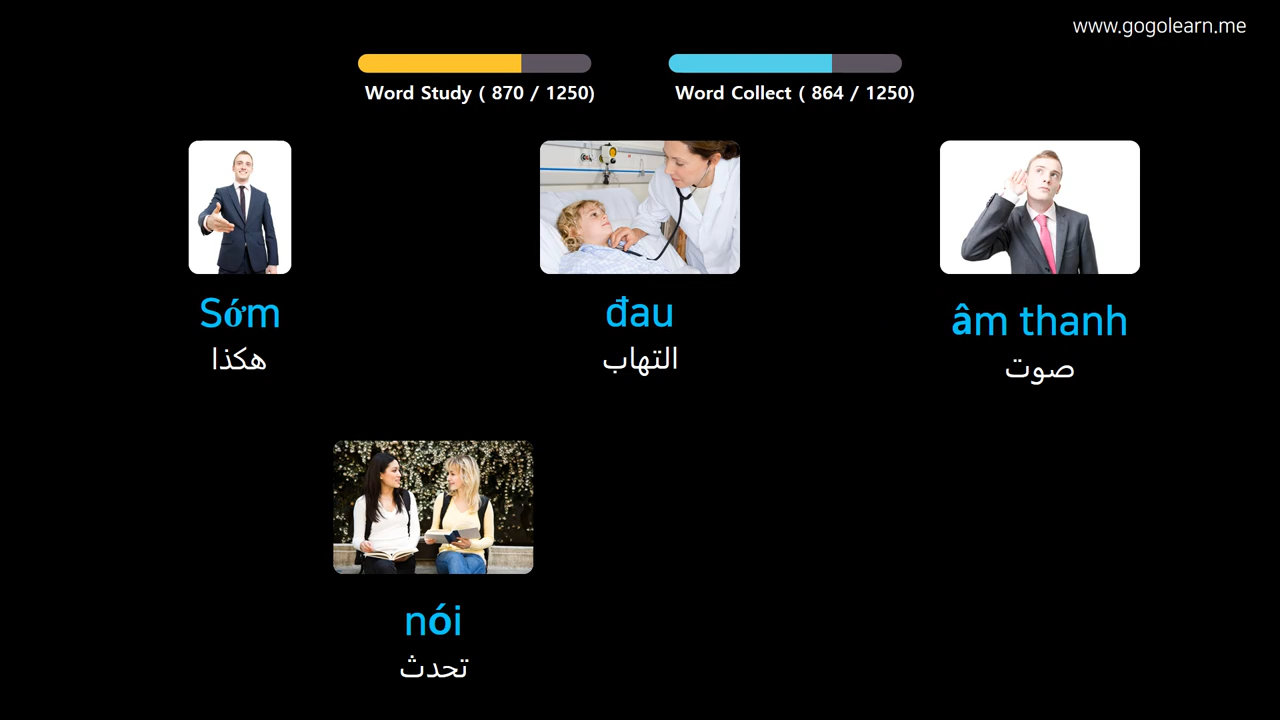 www.gogolearn.me
Word Study ( 870 / 1250)
Word Collect ( 864 / 1250)
Sớm
هكذا
đau
التهاب
âm thanh
صوت
nói
تحدث